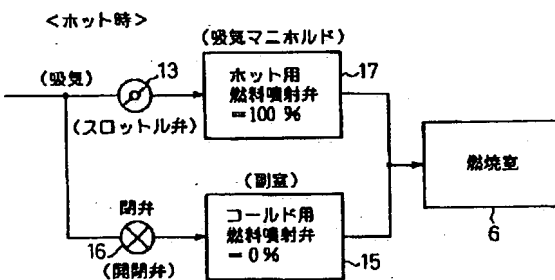 <ホット時>
(吸気)
13
(スロットル弁)
(吸気マニホルド)
ホット用
燃料噴射弁
=100%
17
閉弁
16
(開閉弁)
(副室)
コールド用
燃料噴射弁
=0%
15
燃焼室
6